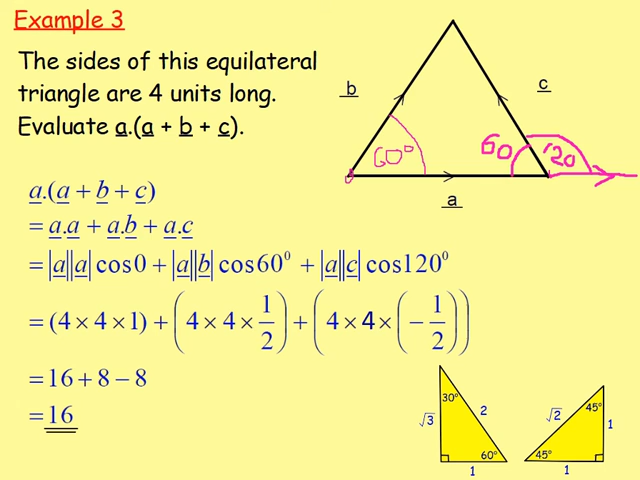 Example 3
The sides of this equilateral
triangle are 4 units long.
Evaluate a.(a + b + c).
b
c
60°
60
120
a
a.(a + b + c)
= a.a + a.b + a.c
= |a||a| cos0 + |a||b| cos60⁰ + |a||c| cos120⁰
= (4 × 4 × 1) + (4 × 4 × 1/2) + (4 × 4 × (− 1/2))
= 16 + 8 − 8
= 16
30°
√3
2
60°
1
√2
45°
1
45°
1